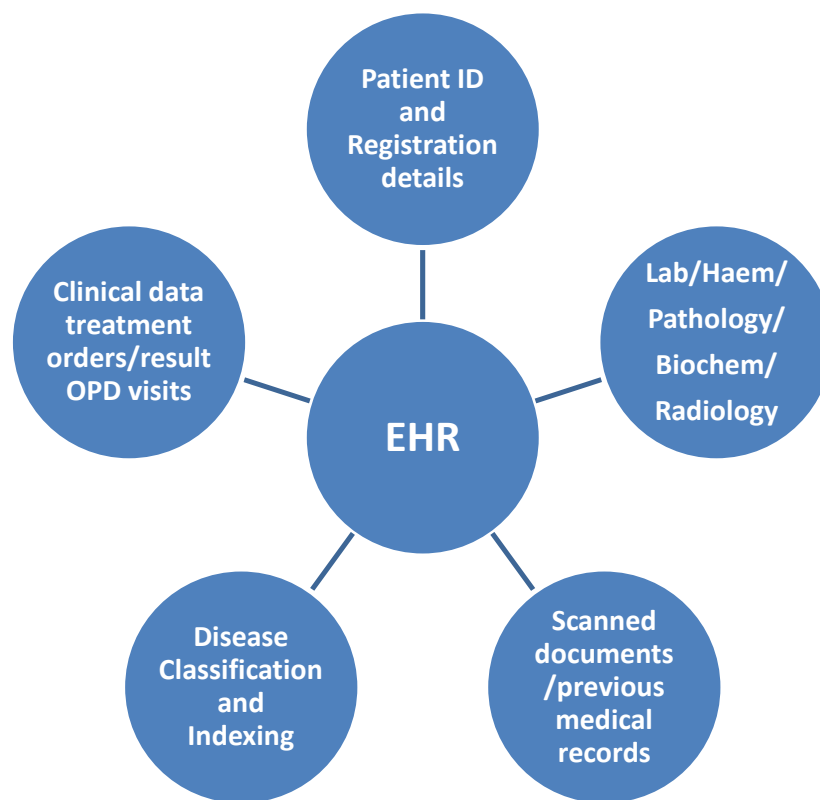 Patient ID
and
Registration
details
Clinical data
treatment
orders/result
OPD visits
Lab/Haem/
Pathology/
Biochem/
Radiology
EHR
Disease
Classification
and
Indexing
Scanned
documents
/previous
medical
records